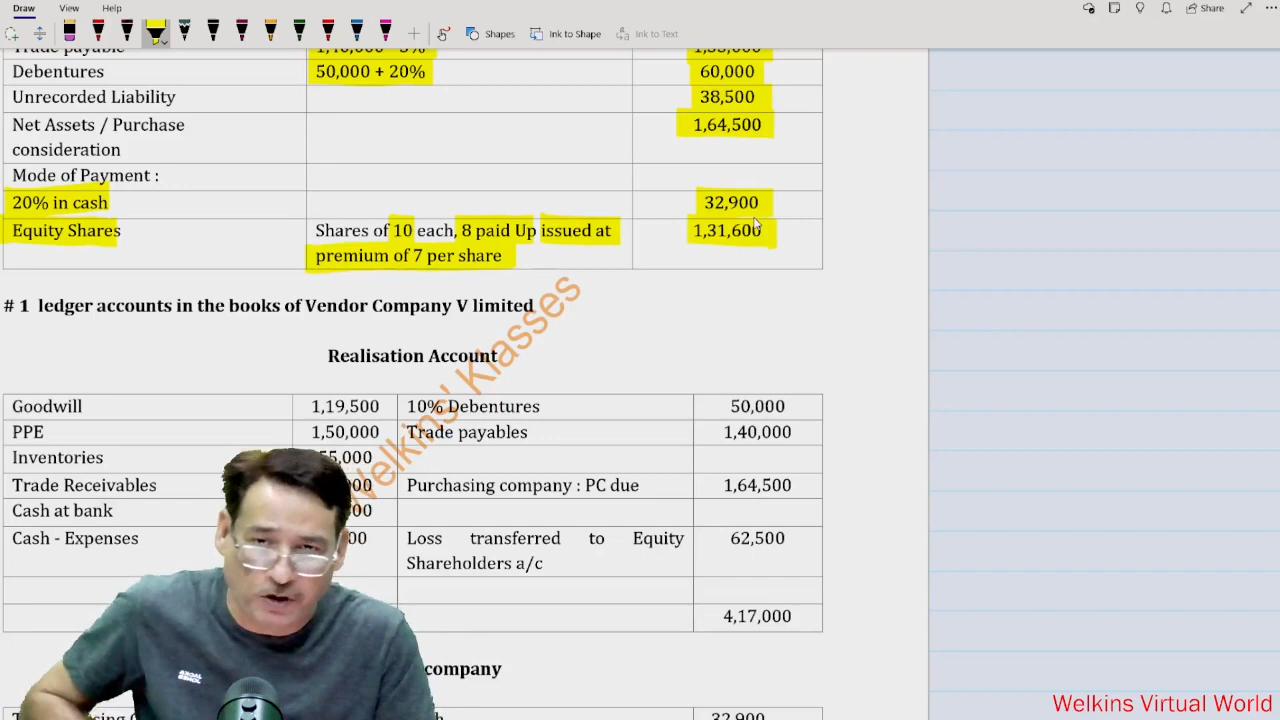 Draw View Help
Share
Shapes Ink to Shape Ink to Text
Trade payable
Debentures 50,000 + 20% 60,000
Unrecorded Liability 38,500
Net Assets / Purchase 1,64,500
consideration
Mode of Payment :
20% in cash 32,900
Equity Shares Shares of 10 each, 8 paid Up issued at 1,31,600
premium of 7 per share
# 1 ledger accounts in the books of Vendor Company V limited
Realisation Account
Goodwill 1,19,500 10% Debentures 50,000
PPE 1,50,000 Trade payables 1,40,000
Inventories
Trade Receivables Purchasing company : PC due 1,64,500
Cash at bank
Cash - Expenses Loss transferred to Equity 62,500
Shareholders a/c
4,17,000
company
32,900
Welkins' Klasses
Welkins Virtual World